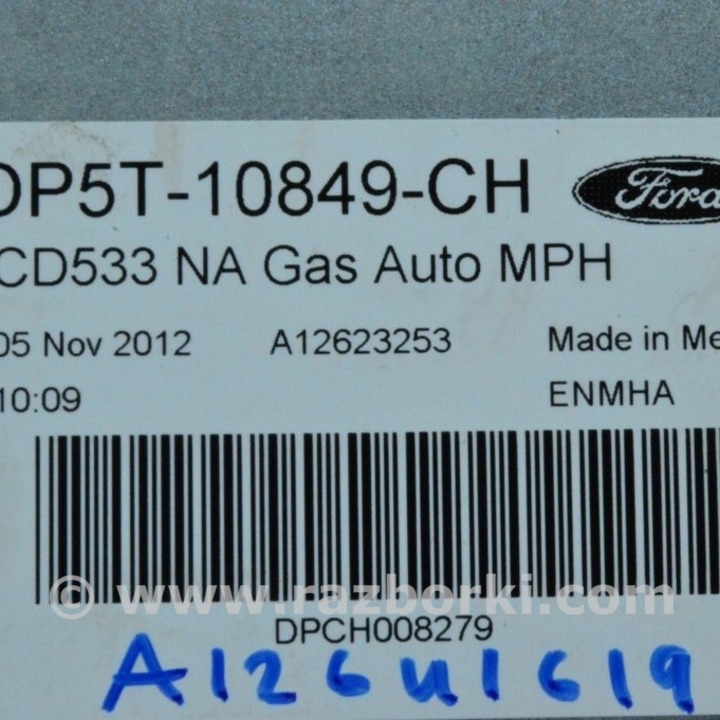 DP5T-10849-CH Ford
CD533 NA Gas Auto MPH
05 Nov 2012 A12623253 Made in Me
10:09 ENMHA
© www.razborki.com
DPCH008279
A126U1619